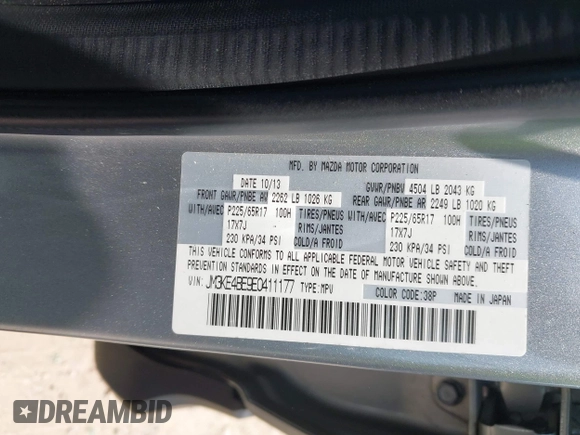 MFD. BY MAZDA MOTOR CORPORATION
DATE 10/13 GVWR/PNBV 4504 LB 2043 KG
FRONT GAWR/PNBE AV 2262 LB 1026 KG REAR GAWR/PNBE AR 2249 LB 1020 KG
WITH/AVEC P225/65R17 100H TIRES/PNEUS WITH/AVEC P225/65R17 100H TIRES/PNEUS
17X7J RIMS/JANTES 17X7J RIMS/JANTES
230 KPA/34 PSI COLD/A FROID 230 KPA/34 PSI COLD/A FROID
THIS VEHICLE CONFORMS TO ALL APPLICABLE FEDERAL MOTOR VEHICLE SAFETY AND THEFT
PREVENTION STANDARDS IN EFFECT ON THE DATE OF MANUFACTURE SHOWN ABOVE.
VIN: JM3KE4BE9E0411177 TYPE:MPV
COLOR CODE:38P MADE IN JAPAN
DREAMBID